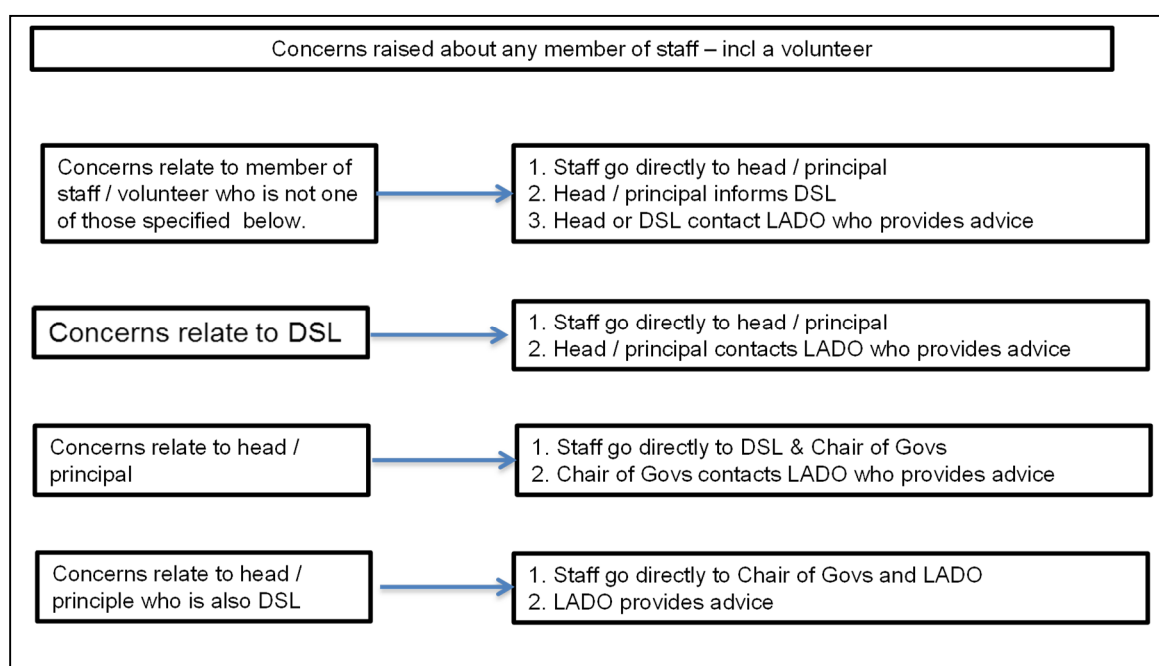 Concerns raised about any member of staff – incl a volunteer
Concerns relate to member of
staff / volunteer who is not one
of those specified  below.
1. Staff go directly to head / principal
2. Head / principal informs DSL
3. Head or DSL contact LADO who provides advice
Concerns relate to DSL
1. Staff go directly to head / principal
2. Head / principal contacts LADO who provides advice
Concerns relate to head /
principal
1. Staff go directly to DSL & Chair of Govs
2. Chair of Govs contacts LADO who provides advice
Concerns relate to head /
principle who is also DSL
1. Staff go directly to Chair of Govs and LADO
2. LADO provides advice